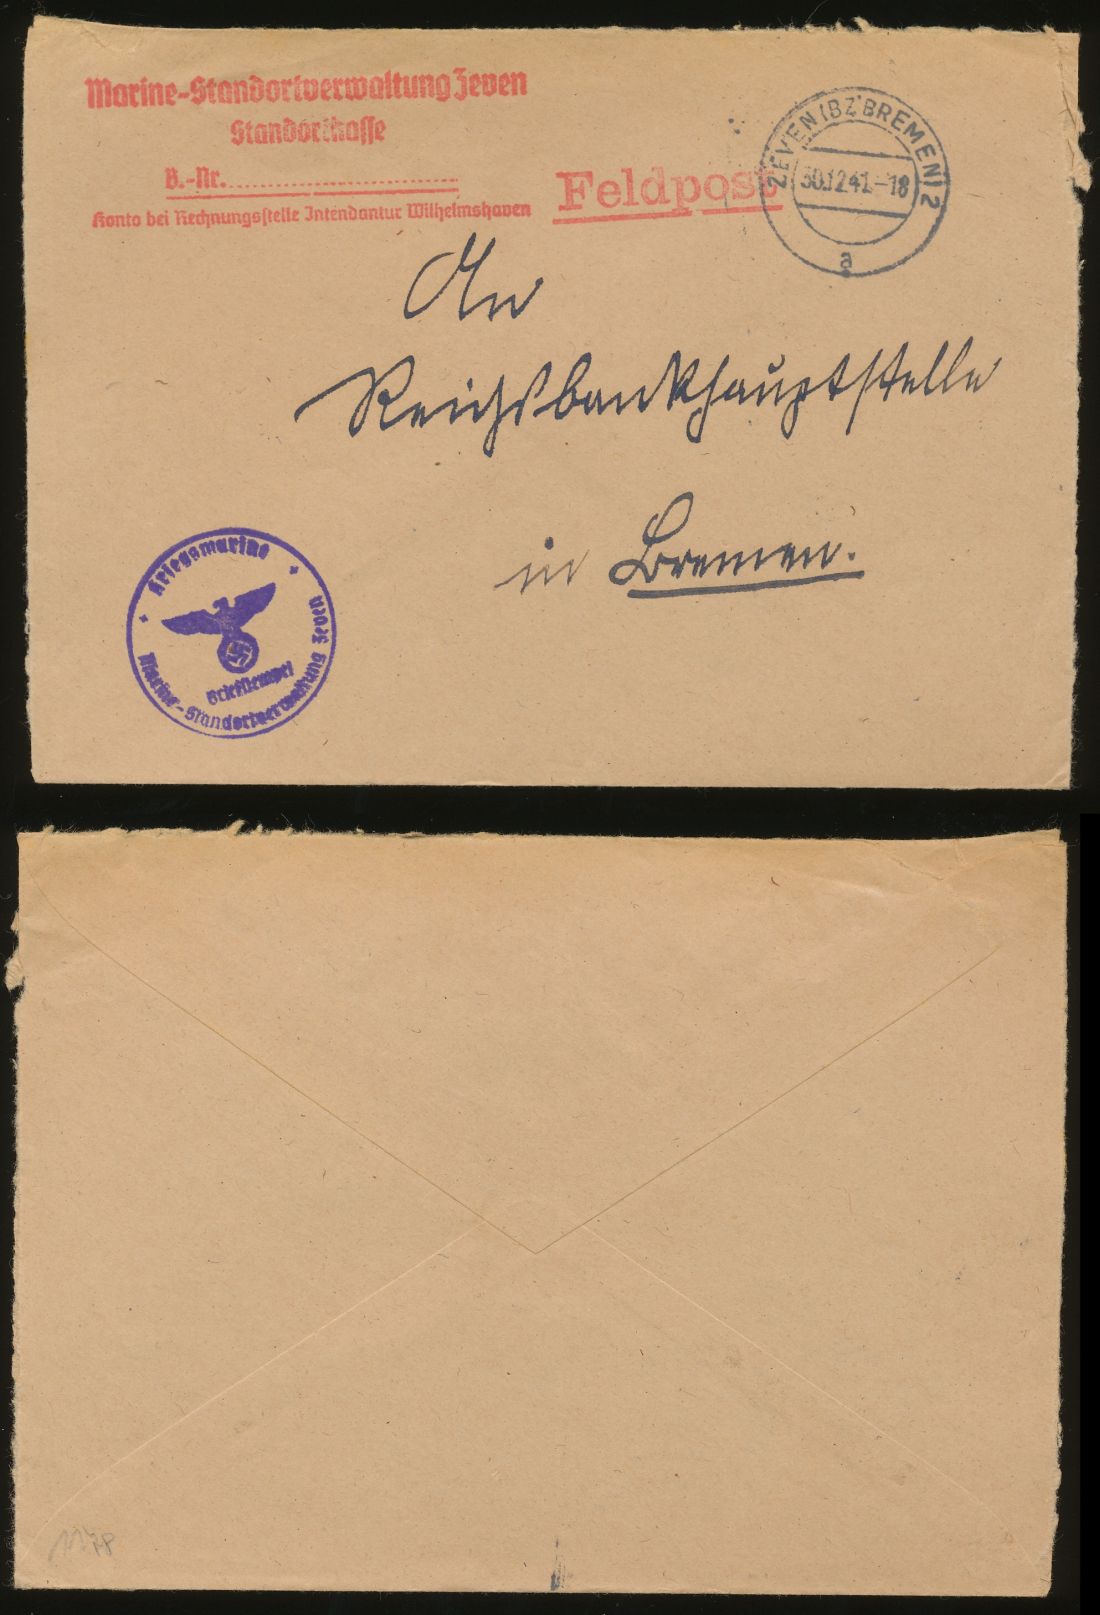 Marine-Standortverwaltung Zeven
Standortkasse
B.-Nr.
Konto bei Rechnungsstelle Intendantur Wilhelmshaven
Feldpost
ZEVEN (BZ BREMEN) 2
30.12.41.-18
a
An
Reichsbankhauptstelle
in Bremen.
Kriegsmarine
Briefstempel
Marine-Standortverwaltung Zeven